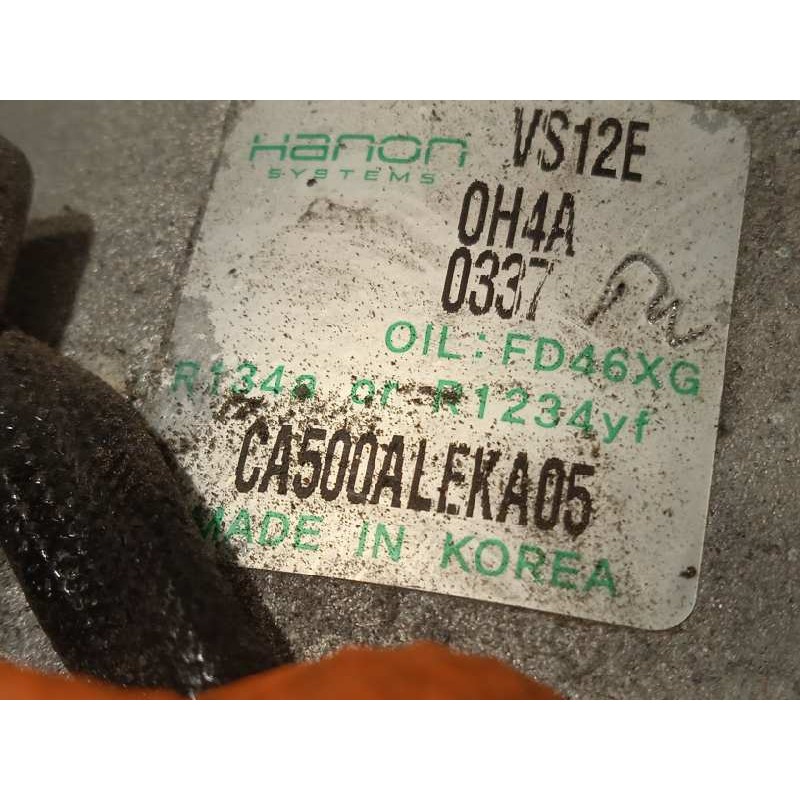 Hanon VS12E
SYSTEMS
0H4A
0337
OIL: FD46XG
R134a or R1234yf
CA500ALEKA05
MADE IN KOREA